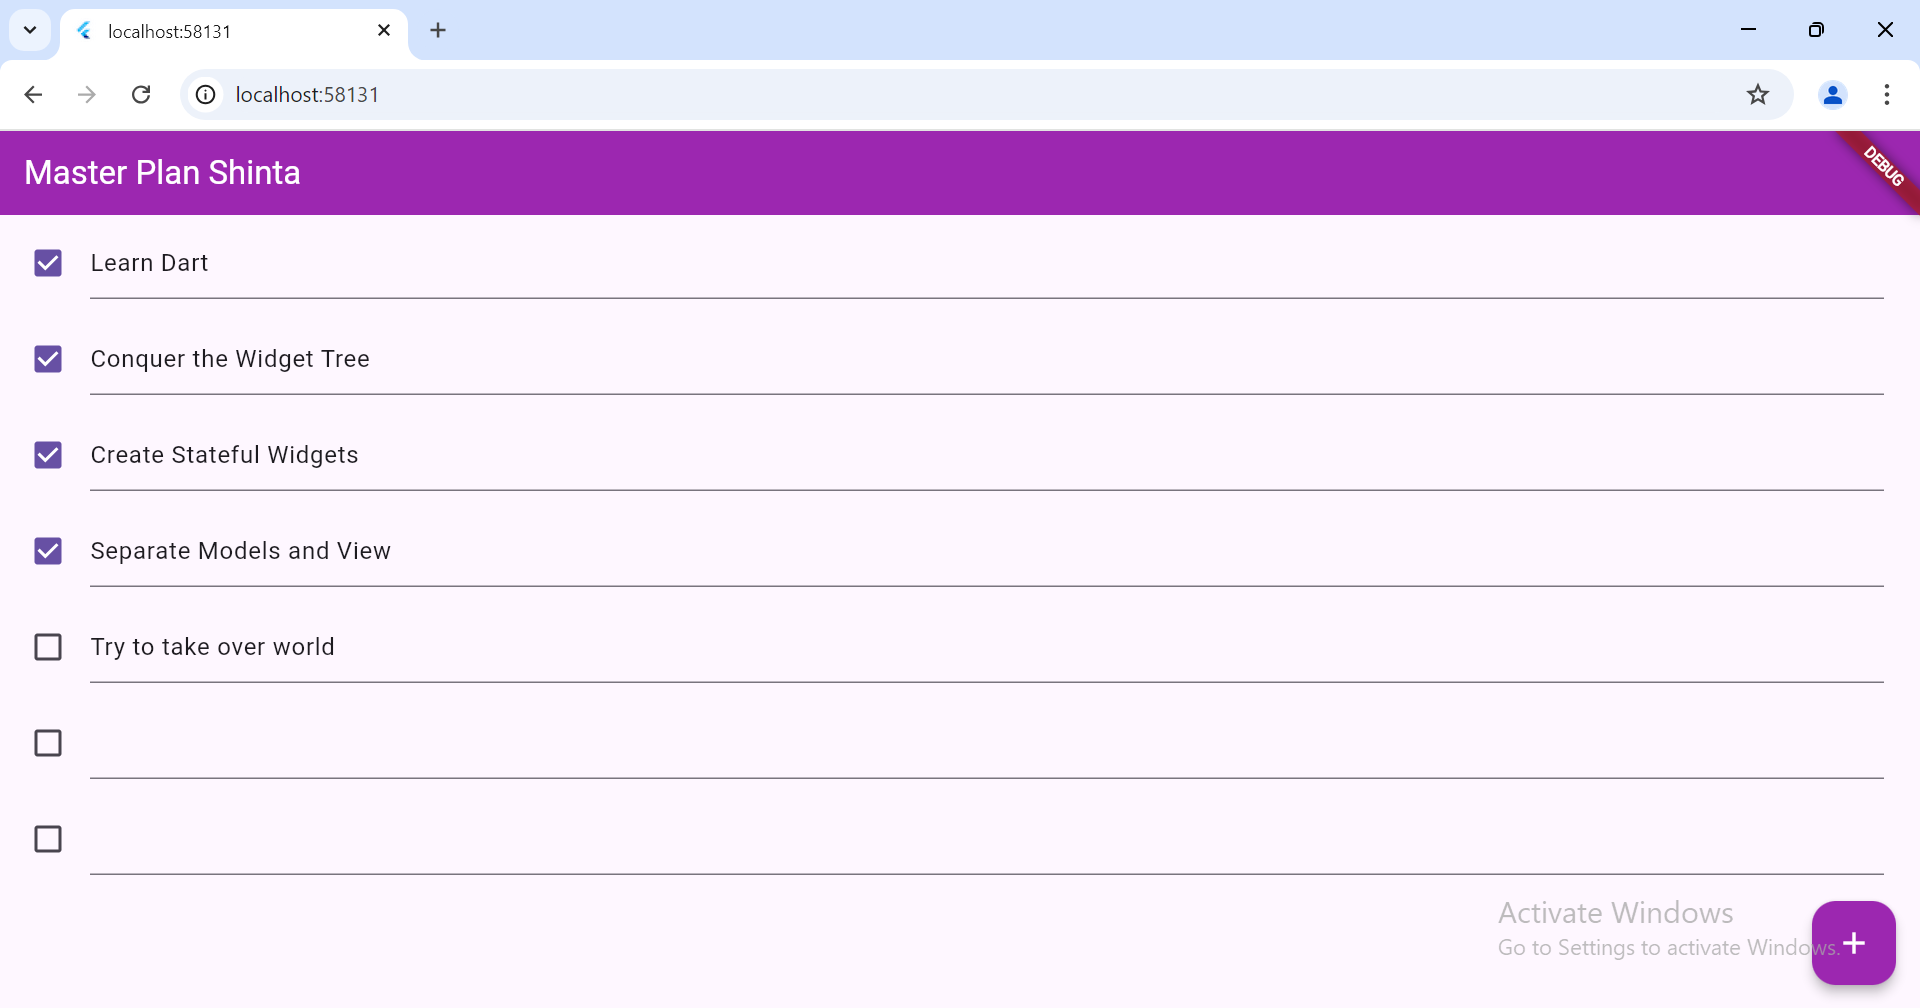 localhost:58131
localhost:58131
Master Plan Shinta
DEBUG
Learn Dart
Conquer the Widget Tree
Create Stateful Widgets
Separate Models and View
Try to take over world
Activate Windows
Go to Settings to activate Windows.